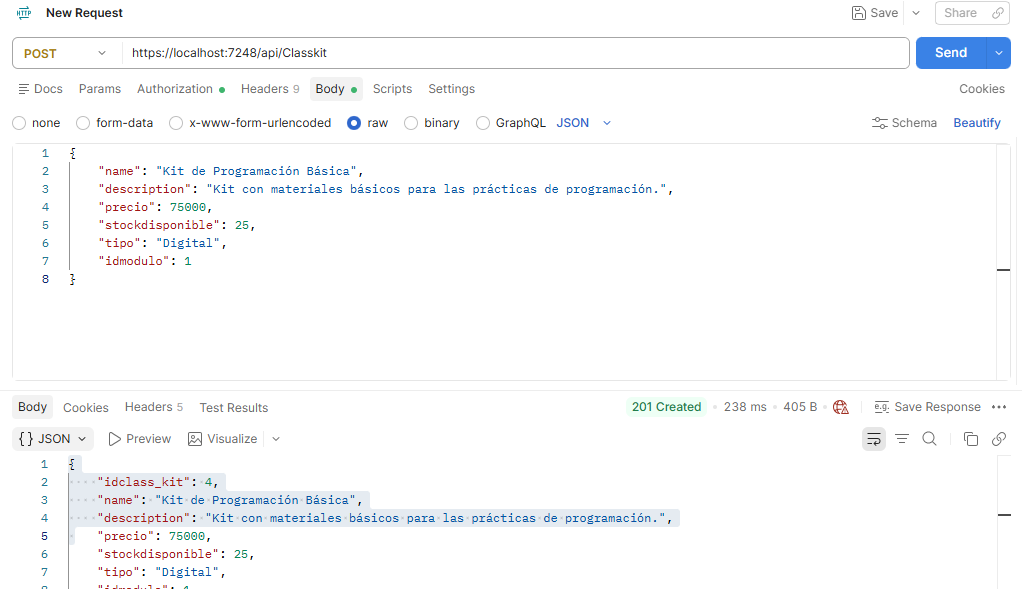 HTTP New Request Save Share
POST https://localhost:7248/api/Classkit Send
Docs Params Authorization Headers 9 Body Scripts Settings Cookies
none form-data x-www-form-urlencoded raw binary GraphQL JSON Schema Beautify
1 {
2 "name": "Kit de Programación Básica",
3 "description": "Kit con materiales básicos para las prácticas de programación.",
4 "precio": 75000,
5 "stockdisponible": 25,
6 "tipo": "Digital",
7 "idmodulo": 1
8 }
Body Cookies Headers 5 Test Results 201 Created 238 ms 405 B e.g. Save Response
{} JSON Preview Visualize
1 {
2 "idclass_kit": 4,
3 "name": "Kit de Programación Básica",
4 "description": "Kit con materiales básicos para las prácticas de programación.",
5 "precio": 75000,
6 "stockdisponible": 25,
7 "tipo": "Digital",
8 "idmodulo": 1